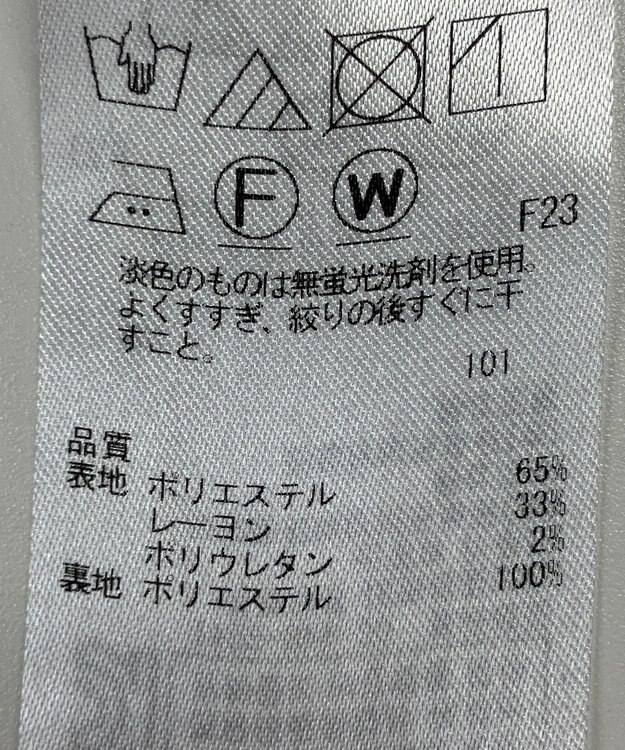 F W F23
淡色のものは無蛍光洗剤を使用。
よくすすぎ、絞りの後すぐに干
すこと。
101
品質
表地 ポリエステル 65%
レーヨン 33%
ポリウレタン 2%
裏地 ポリエステル 100%